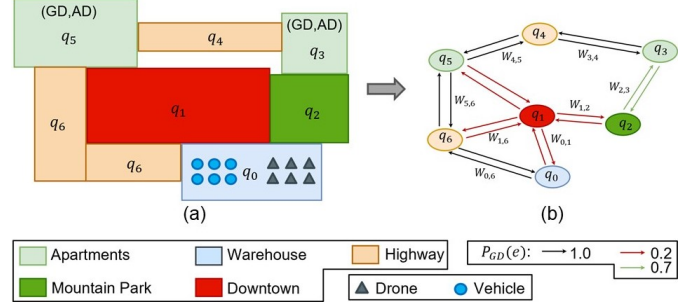 (GD,AD)
q5
q4
(GD,AD)
q3
q6
q1
q2
q6
q0
(a)
q4
q3
q5
W4,5
W3,4
W2,3
W5,6
q1
W1,2
q2
q6
W1,6
W0,1
W0,6
q0
(b)
Apartments
Warehouse
Highway
Mountain Park
Downtown
Drone
Vehicle
PGD(e): 1.0
0.2
0.7